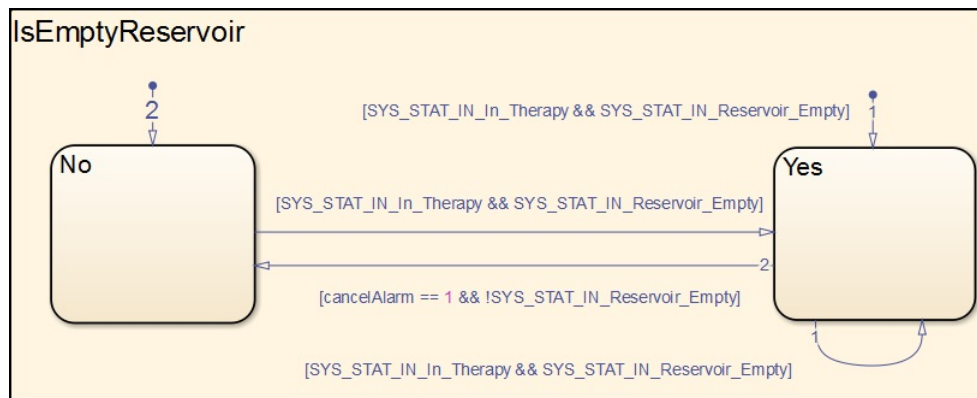 IsEmptyReservoir
2
[SYS_STAT_IN_In_Therapy && SYS_STAT_IN_Reservoir_Empty]
1
No
Yes
[SYS_STAT_IN_In_Therapy && SYS_STAT_IN_Reservoir_Empty]
2
[cancelAlarm == 1 && !SYS_STAT_IN_Reservoir_Empty]
1
[SYS_STAT_IN_In_Therapy && SYS_STAT_IN_Reservoir_Empty]